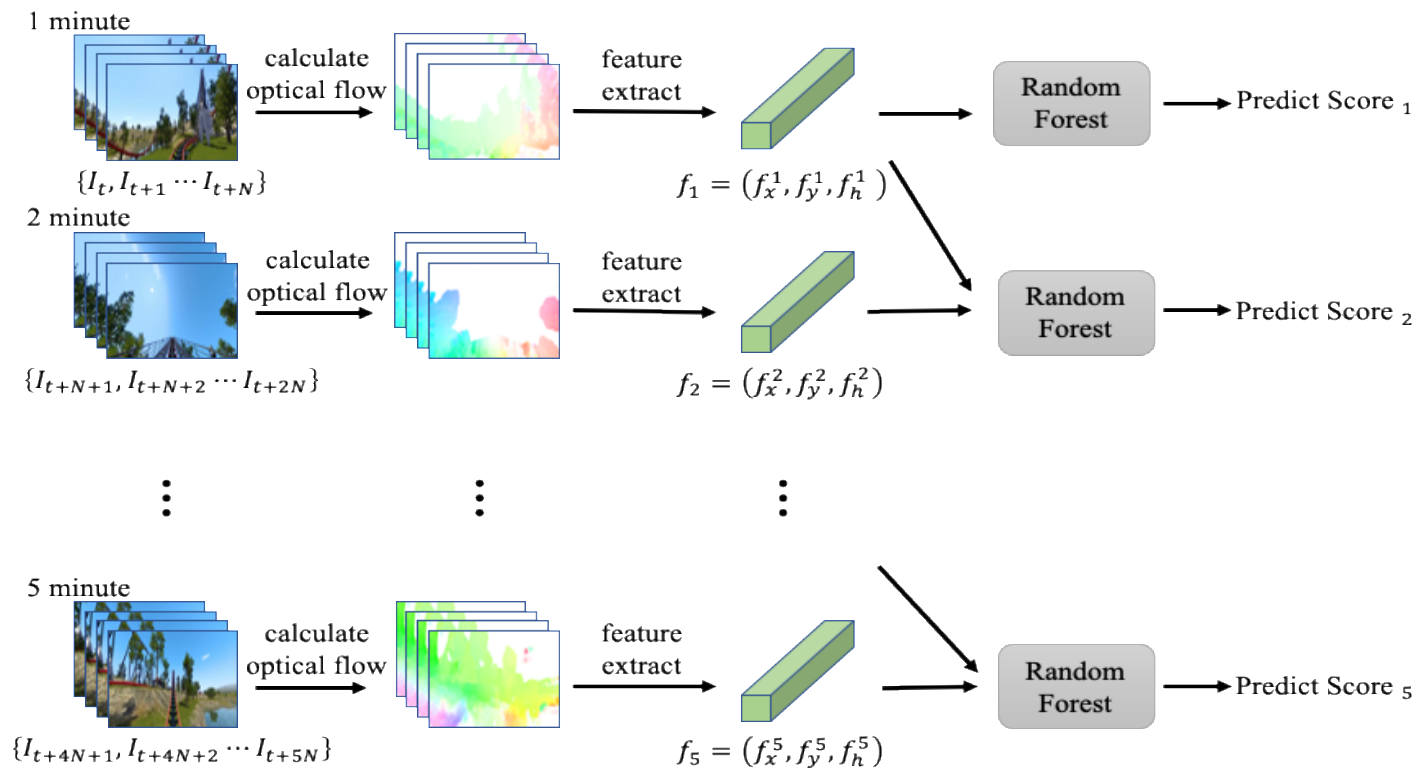 1 minute
calculate
optical flow
feature
extract
Random
Forest
Predict Score 1
{I_t, I_{t+1} ⋯ I_{t+N}}
f_1 = (f_x^1, f_y^1, f_h^1)
2 minute
calculate
optical flow
feature
extract
Random
Forest
Predict Score 2
{I_{t+N+1}, I_{t+N+2} ⋯ I_{t+2N}}
f_2 = (f_x^2, f_y^2, f_h^2)
5 minute
calculate
optical flow
feature
extract
Random
Forest
Predict Score 5
{I_{t+4N+1}, I_{t+4N+2} ⋯ I_{t+5N}}
f_5 = (f_x^5, f_y^5, f_h^5)